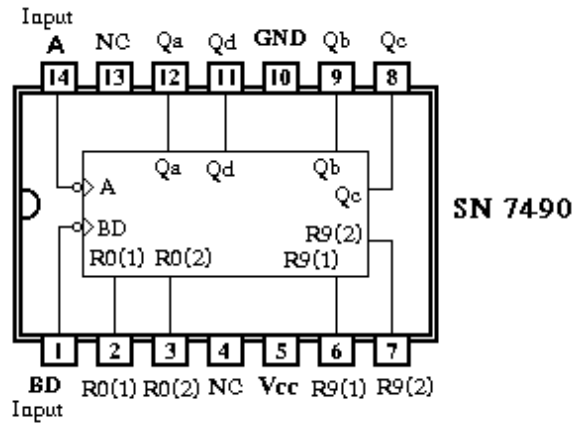 Input
A NC Qa Qd GND Qb Qc
14 13 12 11 10 9 8
Qa Qd Qb
A Qc
SN 7490
BD R9(2)
R0(1) R0(2) R9(1)
1 2 3 4 5 6 7
BD R0(1) R0(2) NC Vcc R9(1) R9(2)
Input